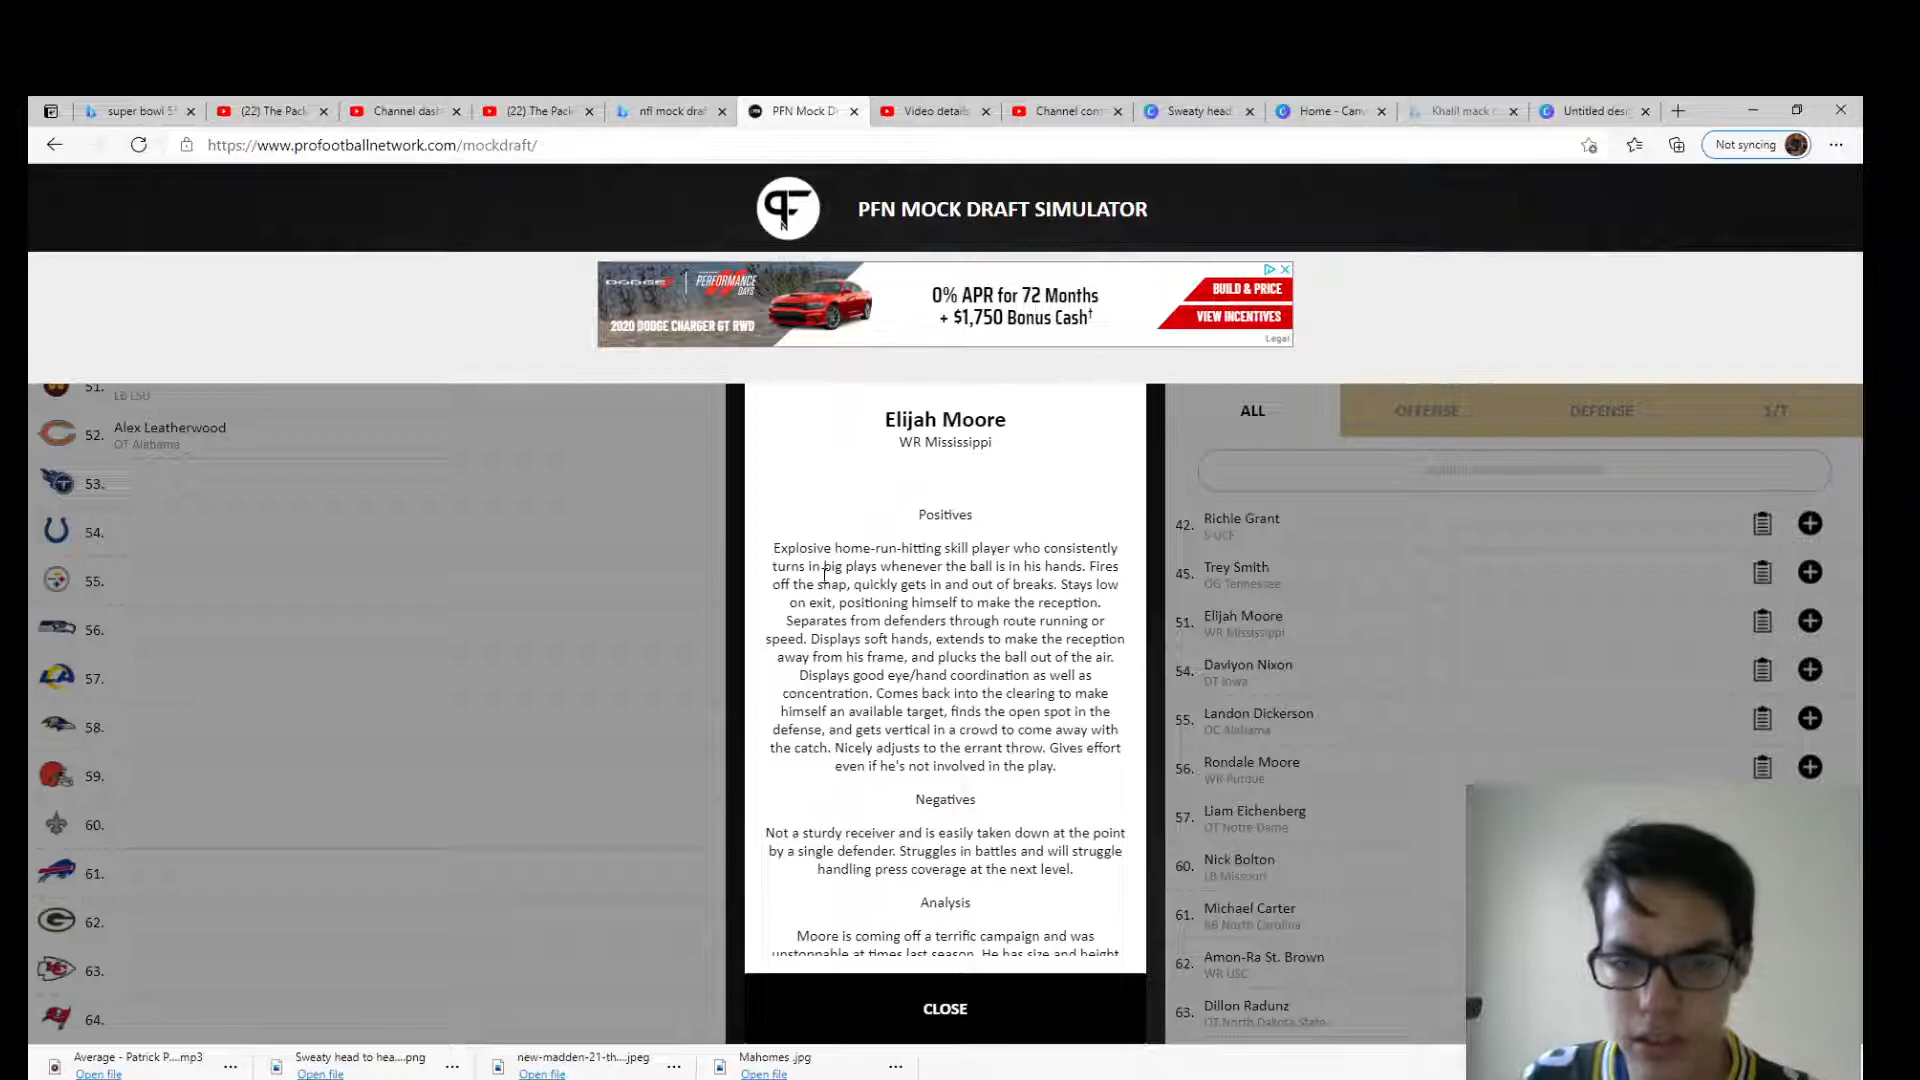 super bowl 5
(22) The Pack
Channel dash
(22) The Pack
nfl mock draf
PFN Mock Dr
Video details
Channel con
Sweaty head
Home - Canv
Khalil mack
Untitled desi
https://www.profootballnetwork.com/mockdraft/
Not syncing
PFN MOCK DRAFT SIMULATOR
DODGE
PERFORMANCE
DAYS
2020 DODGE CHARGER GT RWD
0% APR for 72 Months
+ $1,750 Bonus Cash†
BUILD & PRICE
VIEW INCENTIVES
Legal
51.
LB LSU
52.
Alex Leatherwood
OT Alabama
53.
54.
55.
56.
57.
58.
59.
60.
61.
62.
63.
64.
Elijah Moore
WR Mississippi
Positives
Explosive home-run-hitting skill player who consistently
turns in big plays whenever the ball is in his hands. Fires
off the snap, quickly gets in and out of breaks. Stays low
on exit, positioning himself to make the reception.
Separates from defenders through route running or
speed. Displays soft hands, extends to make the reception
away from his frame, and plucks the ball out of the air.
Displays good eye/hand coordination as well as
concentration. Comes back into the clearing to make
himself an available target, finds the open spot in the
defense, and gets vertical in a crowd to come away with
the catch. Nicely adjusts to the errant throw. Gives effort
even if he's not involved in the play.
Negatives
Not a sturdy receiver and is easily taken down at the point
by a single defender. Struggles in battles and will struggle
handling press coverage at the next level.
Analysis
Moore is coming off a terrific campaign and was
unstoppable at times last season. He has size and height
CLOSE
ALL
OFFENSE
DEFENSE
S/T
42.
Richie Grant
S UCF
45.
Trey Smith
OG Tennessee
51.
Elijah Moore
WR Mississippi
54.
Daviyon Nixon
DT Iowa
55.
Landon Dickerson
OC Alabama
56.
Rondale Moore
WR Purdue
57.
Liam Eichenberg
OT Notre Dame
60.
Nick Bolton
LB Missouri
61.
Michael Carter
RB North Carolina
62.
Amon-Ra St. Brown
WR USC
63.
Dillon Radunz
OT North Dakota State
Average - Patrick P....mp3
Open file
Sweaty head to hea....png
Open file
new-madden-21-th....jpeg
Open file
Mahomes .jpg
Open file